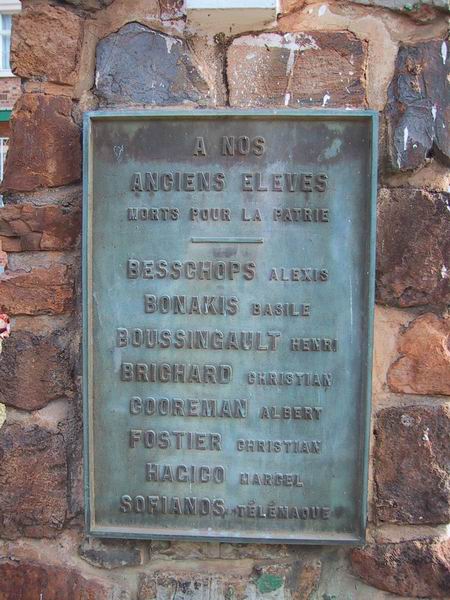 A NOS
ANCIENS ELEVES
MORTS POUR LA PATRIE
BESSCHOPS ALEXIS
BONAKIS BASILE
BOUSSINGAULT HENRI
BRICHARD CHRISTIAN
COOREMAN ALBERT
FOSTIER CHRISTIAN
HAGICO MARCEL
SOFIANOS TÉLÉMAQUE